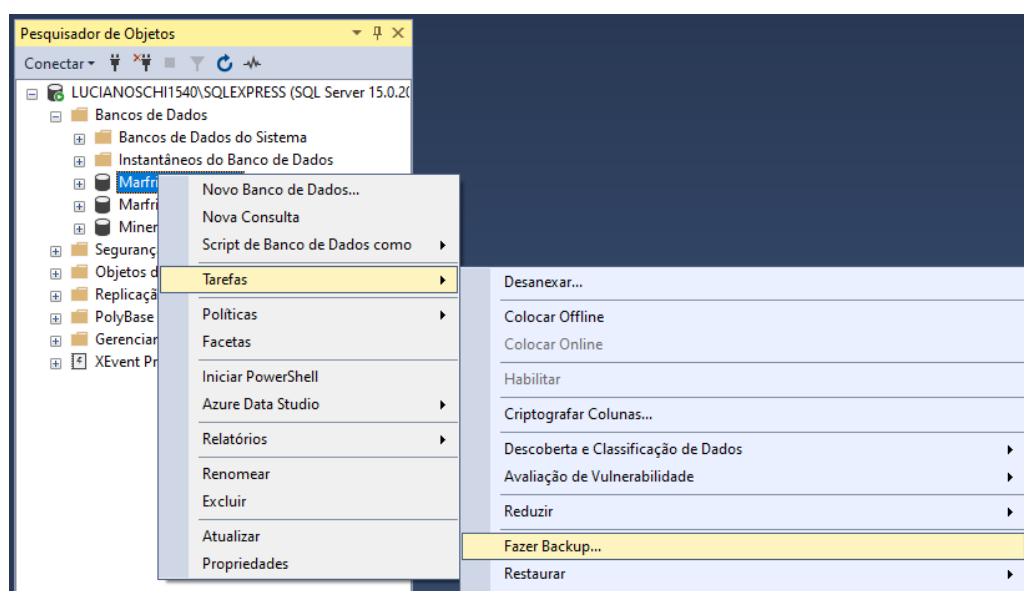 Pesquisador de Objetos
Conectar
LUCIANOSCHI1540\SQLEXPRESS (SQL Server 15.0.20
Bancos de Dados
Bancos de Dados do Sistema
Instantâneos do Banco de Dados
Marfri
Marfri
Miner
Seguranç
Objetos d
Replicaçã
PolyBase
Gerenciar
XEvent Pr
Novo Banco de Dados...
Nova Consulta
Script de Banco de Dados como
Tarefas
Políticas
Facetas
Iniciar PowerShell
Azure Data Studio
Relatórios
Renomear
Excluir
Atualizar
Propriedades
Desanexar...
Colocar Offline
Colocar Online
Habilitar
Criptografar Colunas...
Descoberta e Classificação de Dados
Avaliação de Vulnerabilidade
Reduzir
Fazer Backup...
Restaurar